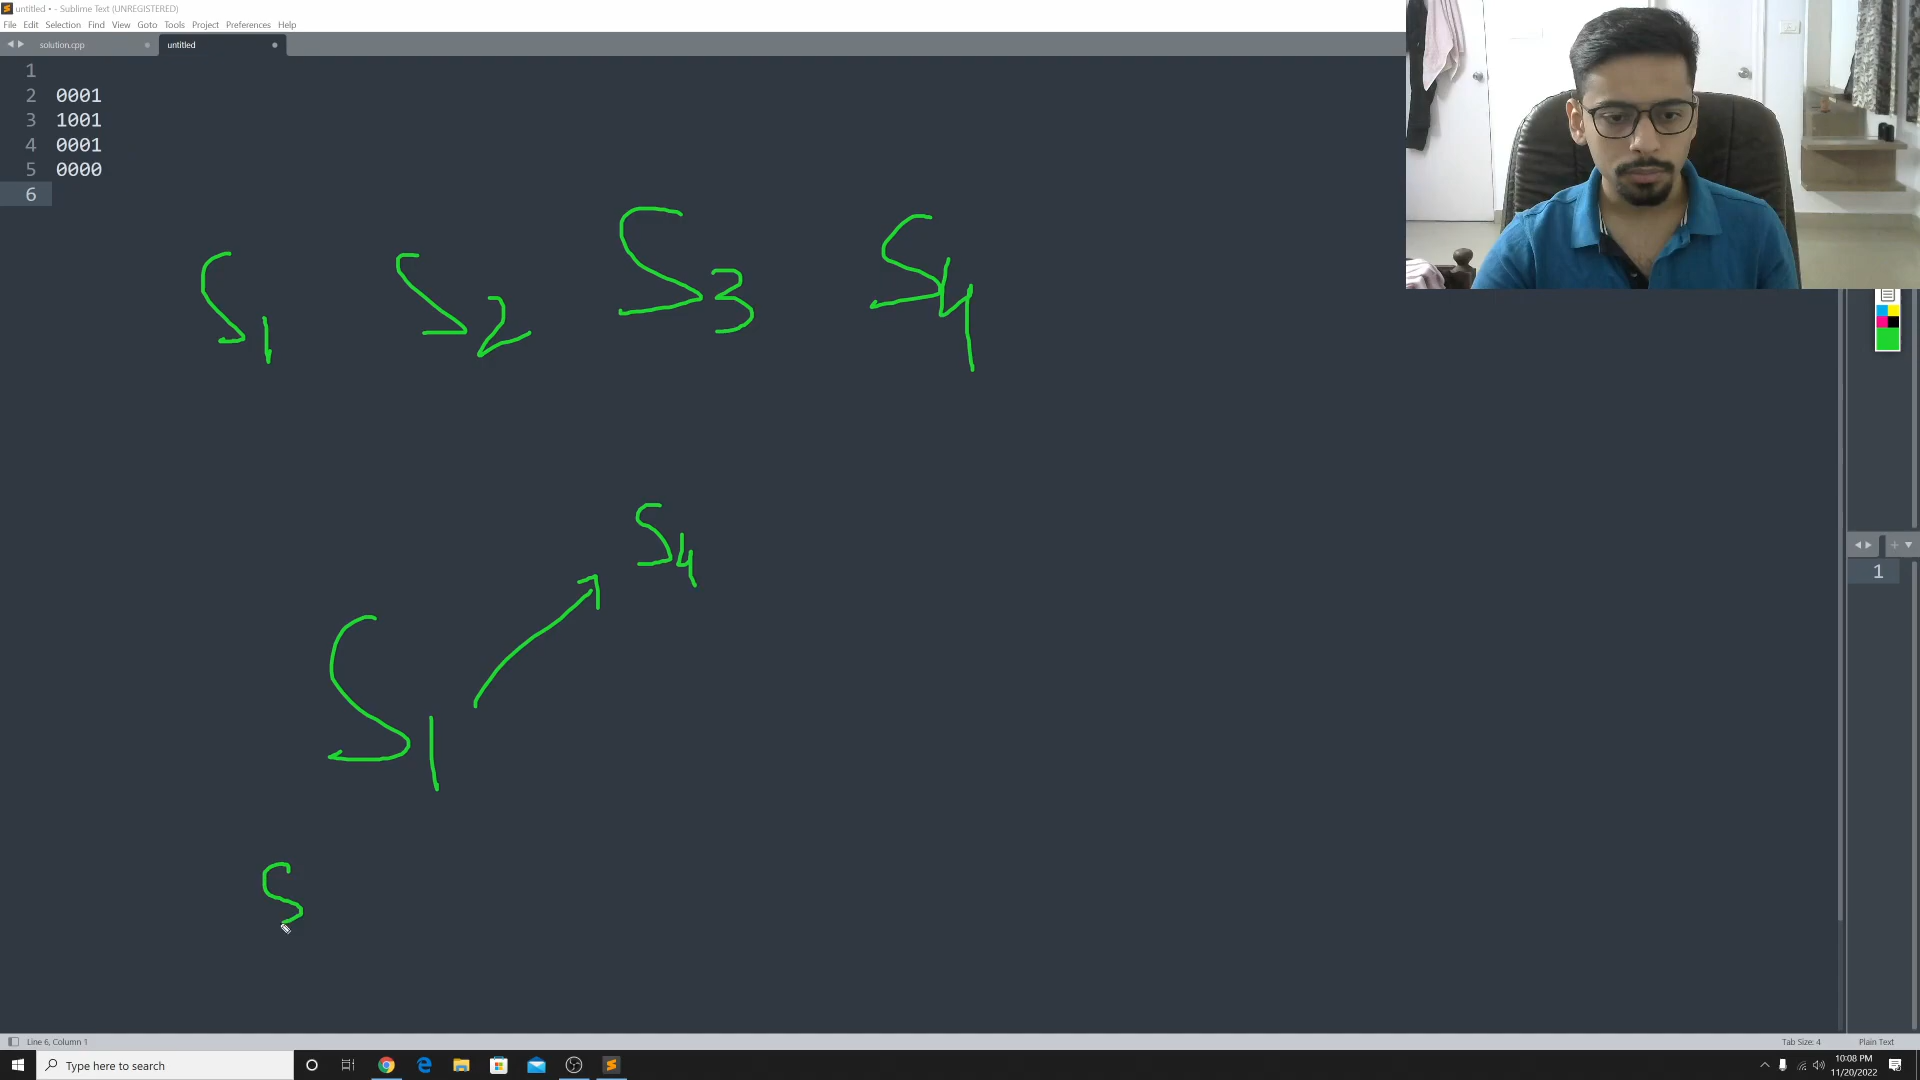 untitled • - Sublime Text (UNREGISTERED)
File Edit Selection Find View Goto Tools Project Preferences Help
solution.cpp untitled
1
2 0001
3 1001
4 0001
5 0000
6
S1 S2 S3 S4
S4
S1
S
1
Line 6, Column 1 Tab Size: 4 Plain Text
Type here to search
10:08 PM
11/20/2022